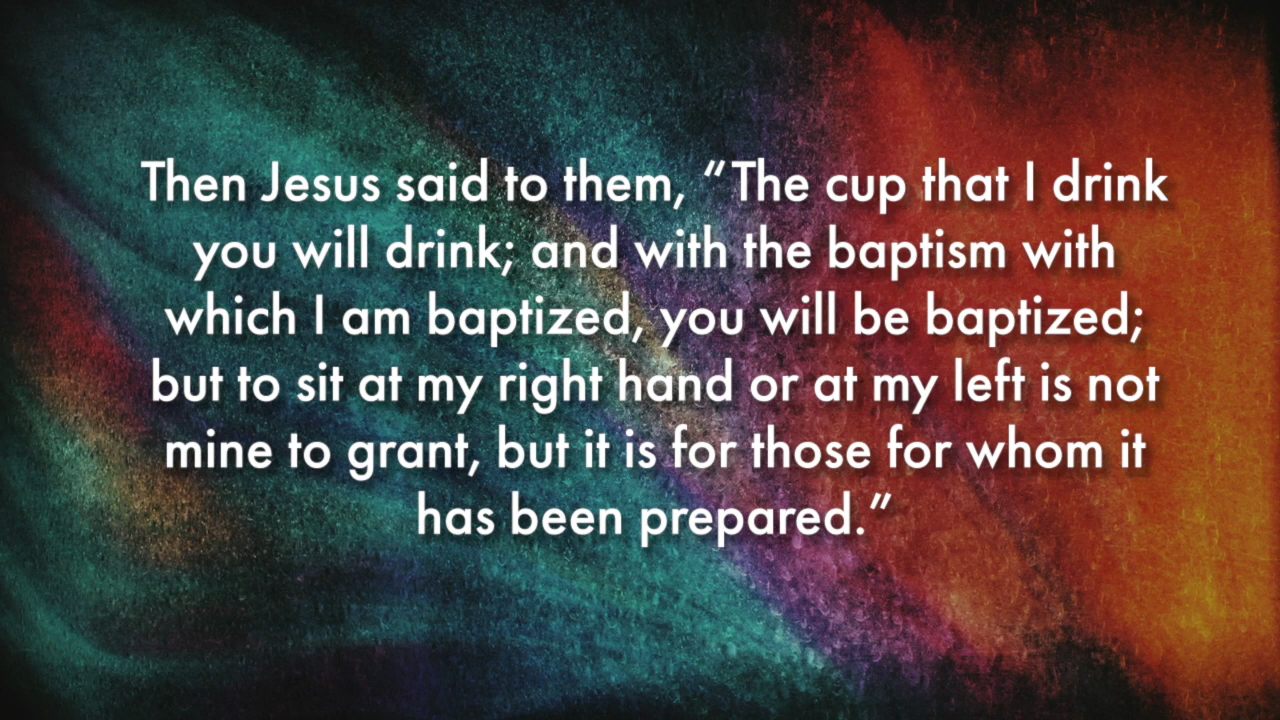 Then Jesus said to them, “The cup that I drink
you will drink; and with the baptism with
which I am baptized, you will be baptized;
but to sit at my right hand or at my left is not
mine to grant, but it is for those for whom it
has been prepared.”